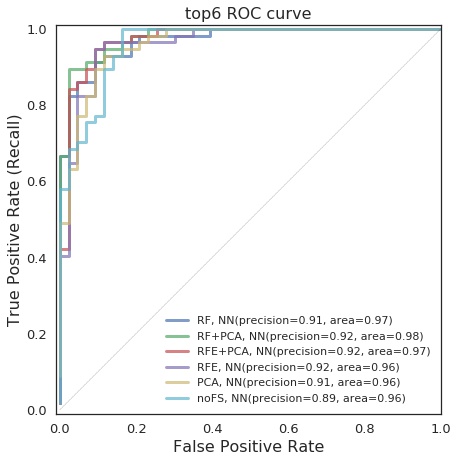 top6 ROC curve
True Positive Rate (Recall)
1.0
0.8
0.6
0.4
0.2
0.0
RF, NN(precision=0.91, area=0.97)
RF+PCA, NN(precision=0.92, area=0.98)
RFE+PCA, NN(precision=0.92, area=0.97)
RFE, NN(precision=0.92, area=0.96)
PCA, NN(precision=0.91, area=0.96)
noFS, NN(precision=0.89, area=0.96)
0.0 0.2 0.4 0.6 0.8 1.0
False Positive Rate